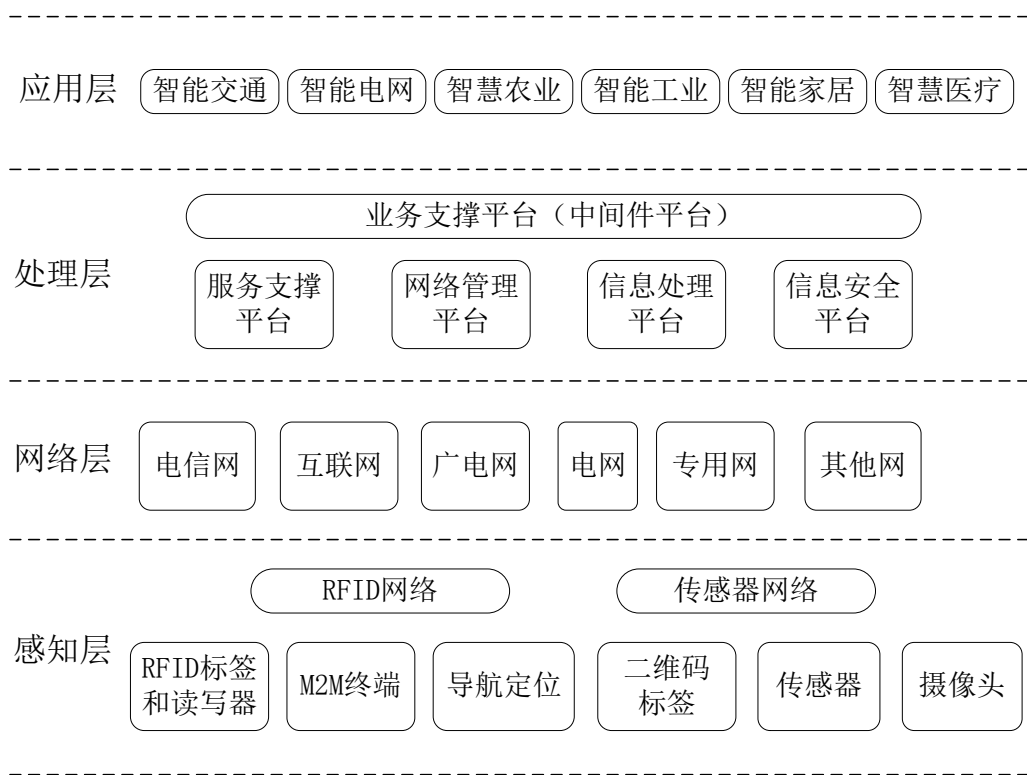 应用层 智能交通 智能电网 智慧农业 智能工业 智能家居 智慧医疗
业务支撑平台（中间件平台）
处理层
服务支撑 网络管理 信息处理 信息安全
平台 平台 平台 平台
网络层 电信网 互联网 广电网 电网 专用网 其他网
RFID网络 传感器网络
感知层
RFID标签 M2M终端 导航定位 二维码 传感器 摄像头
和读写器 标签